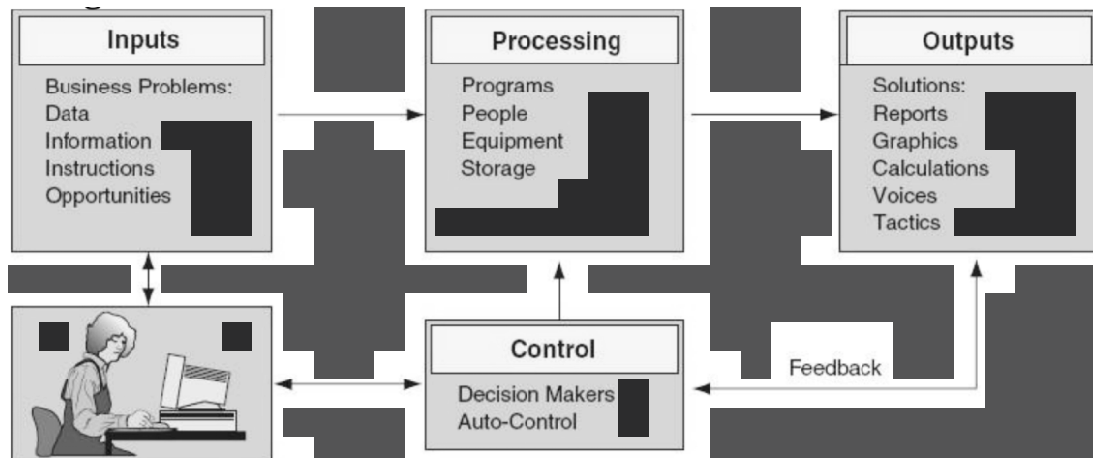 Inputs
Business Problems:
Data
Information
Instructions
Opportunities
Processing
Programs
People
Equipment
Storage
Outputs
Solutions:
Reports
Graphics
Calculations
Voices
Tactics
Control
Decision Makers
Auto-Control
Feedback